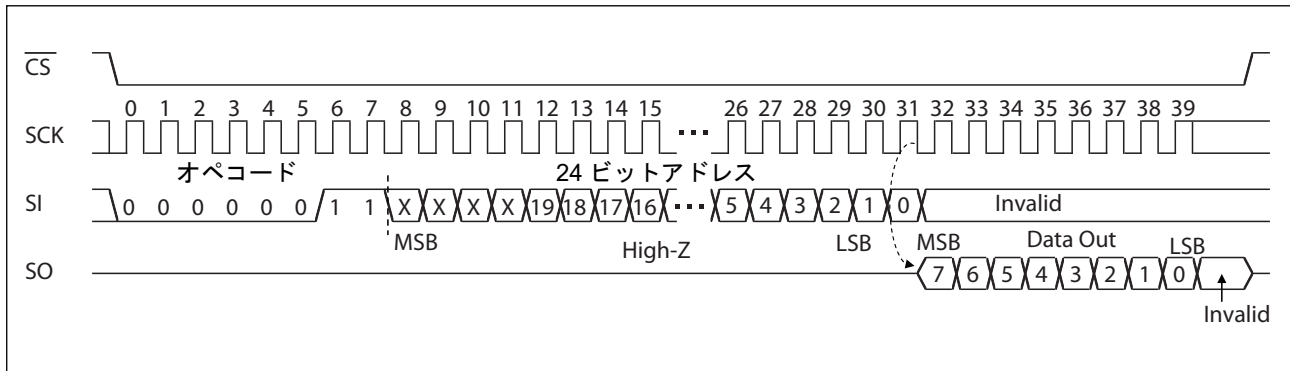 CS
0 1 2 3 4 5 6 7 8 9 10 11 12 13 14 15 26 27 28 29 30 31 32 33 34 35 36 37 38 39
SCK ...
オペコード 24 ビットアドレス
SI 0 0 0 0 0 0 1 1 X X X X 19 18 17 16 ... 5 4 3 2 1 0 Invalid
MSB High-Z LSB MSB Data Out LSB
SO 7 6 5 4 3 2 1 0
Invalid